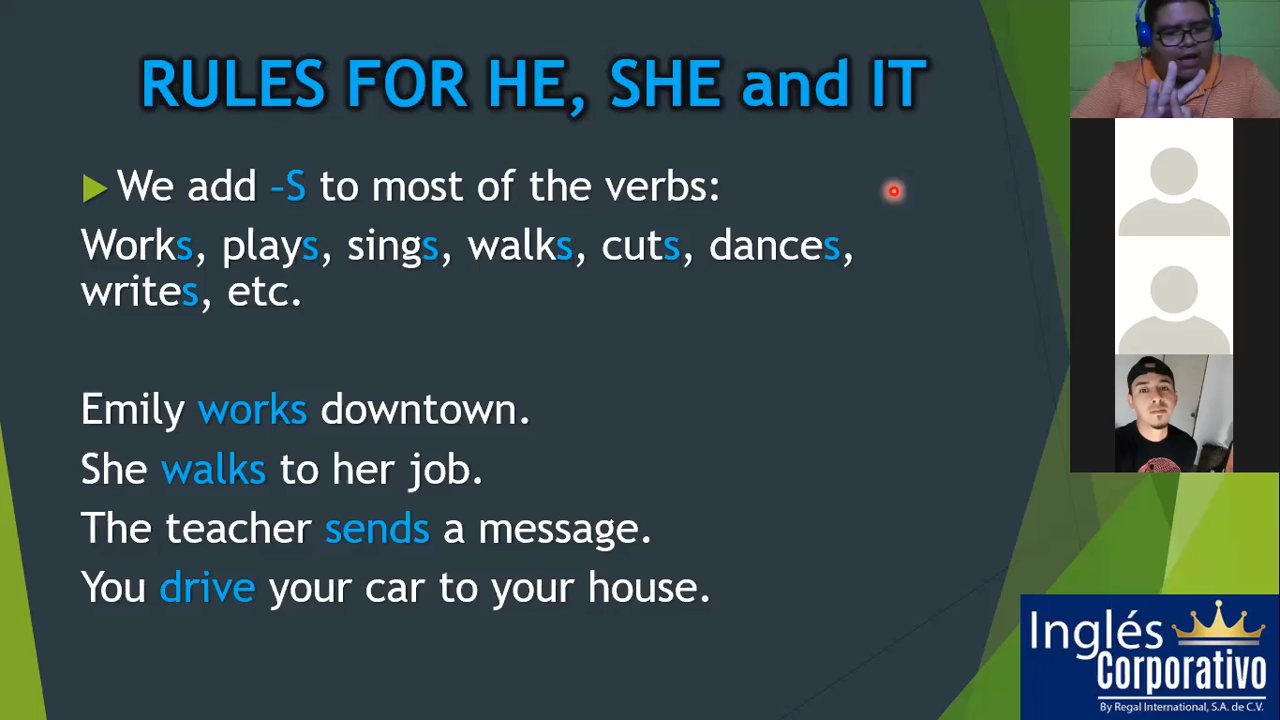 RULES FOR HE, SHE and IT
We add –S to most of the verbs:
Works, plays, sings, walks, cuts, dances,
writes, etc.
Emily works downtown.
She walks to her job.
The teacher sends a message.
You drive your car to your house.
Inglés
Corporativo
By Regal International, S.A. de C.V.